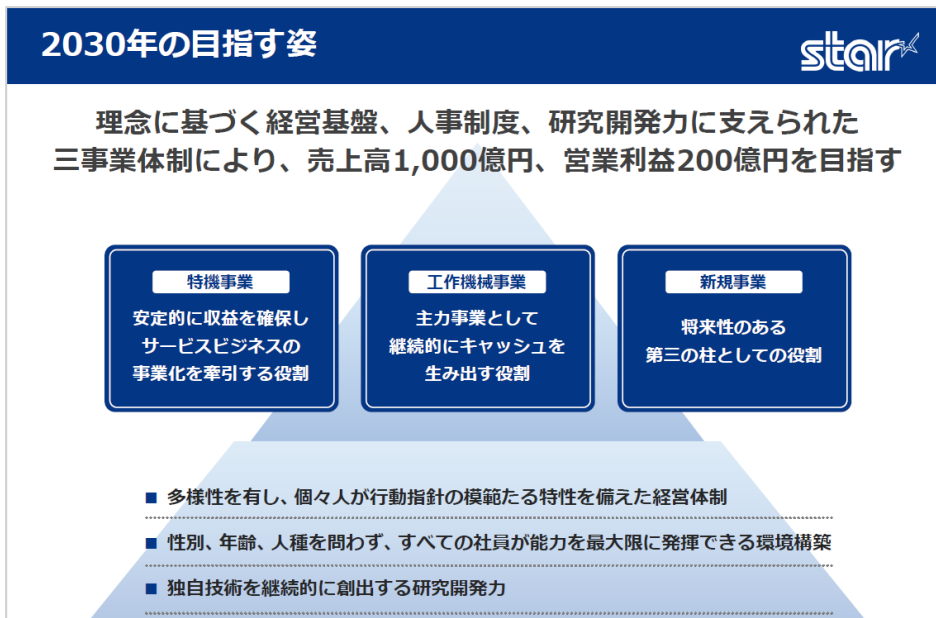 2030年の目指す姿
star
理念に基づく経営基盤、人事制度、研究開発力に支えられた
三事業体制により、売上高1,000億円、営業利益200億円を目指す
特機事業
安定的に収益を確保し
サービスビジネスの
事業化を牽引する役割
工作機械事業
主力事業として
継続的にキャッシュを
生み出す役割
新規事業
将来性のある
第三の柱としての役割
■ 多様性を有し、個々人が行動指針の模範たる特性を備えた経営体制
■ 性別、年齢、人種を問わず、すべての社員が能力を最大限に発揮できる環境構築
■ 独自技術を継続的に創出する研究開発力